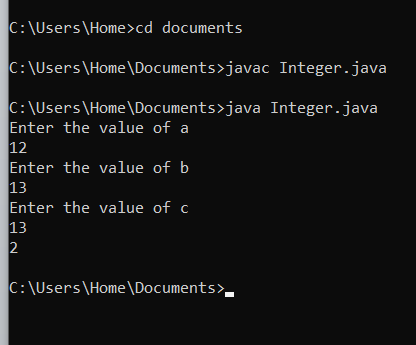 C:\Users\Home>cd documents
C:\Users\Home\Documents>javac Integer.java
C:\Users\Home\Documents>java Integer.java
Enter the value of a
12
Enter the value of b
13
Enter the value of c
13
2
C:\Users\Home\Documents>